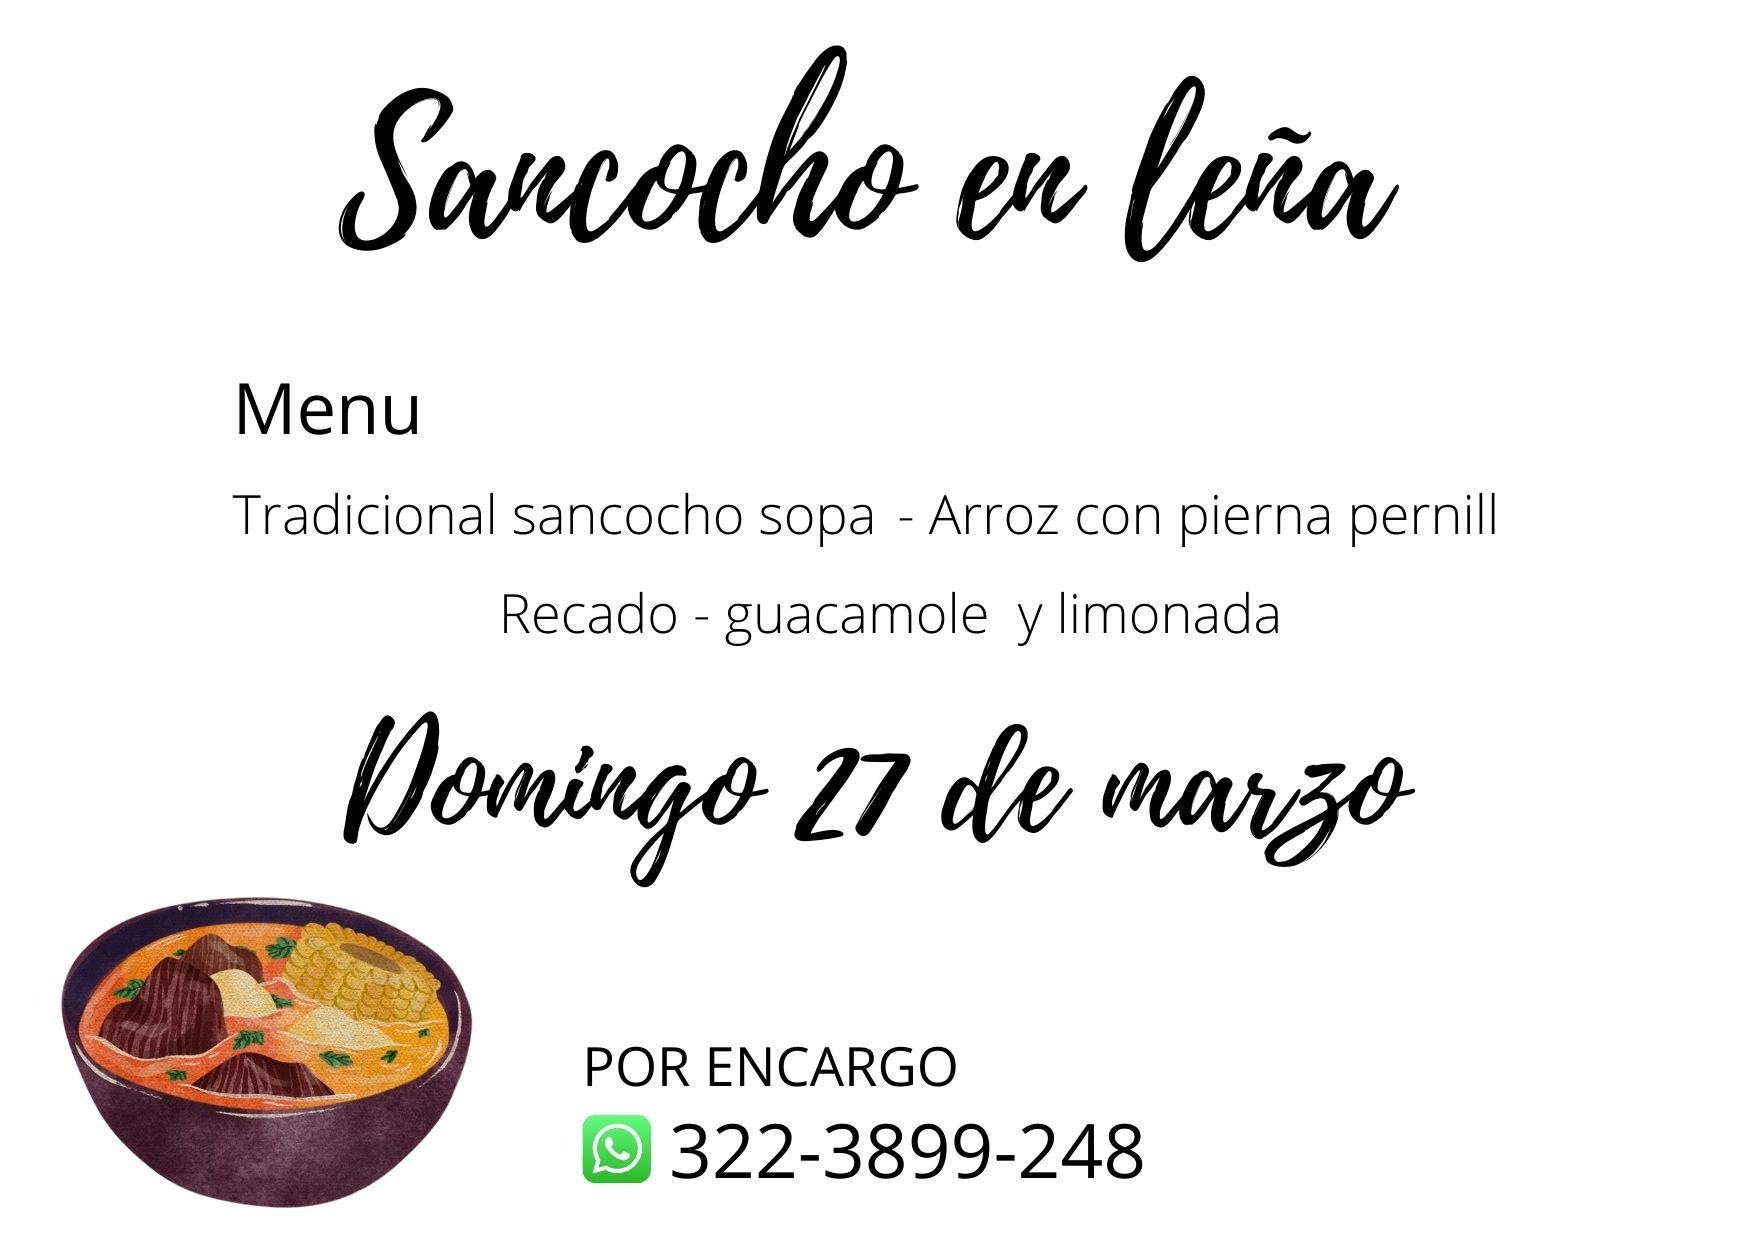 Sancocho en leña
Menu
Tradicional sancocho sopa - Arroz con pierna pernill
Recado - guacamole y limonada
Domingo 27 de marzo
POR ENCARGO
322-3899-248